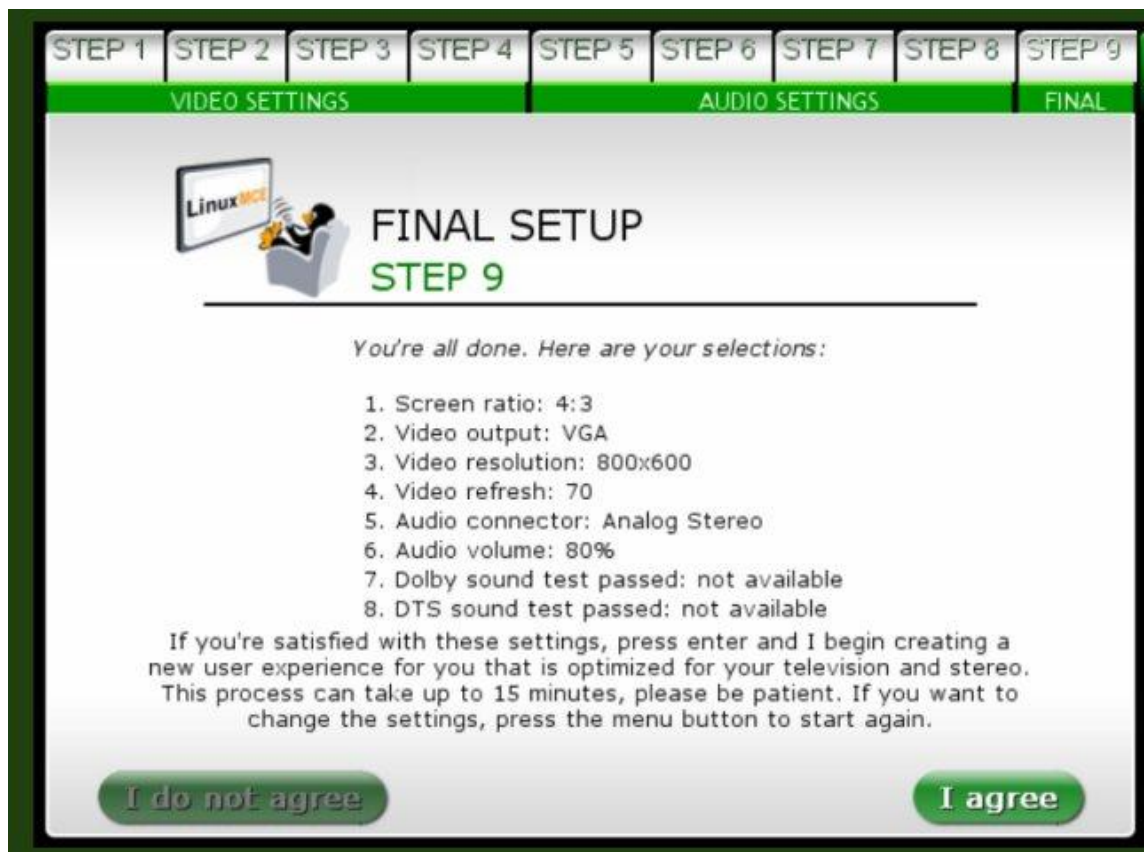 STEP 1 STEP 2 STEP 3 STEP 4 STEP 5 STEP 6 STEP 7 STEP 8 STEP 9
VIDEO SETTINGS AUDIO SETTINGS FINAL
LinuxMCE
FINAL SETUP
STEP 9
You're all done. Here are your selections:
1. Screen ratio: 4:3
2. Video output: VGA
3. Video resolution: 800x600
4. Video refresh: 70
5. Audio connector: Analog Stereo
6. Audio volume: 80%
7. Dolby sound test passed: not available
8. DTS sound test passed: not available
If you're satisfied with these settings, press enter and I begin creating a
new user experience for you that is optimized for your television and stereo.
This process can take up to 15 minutes, please be patient. If you want to
change the settings, press the menu button to start again.
I do not agree I agree